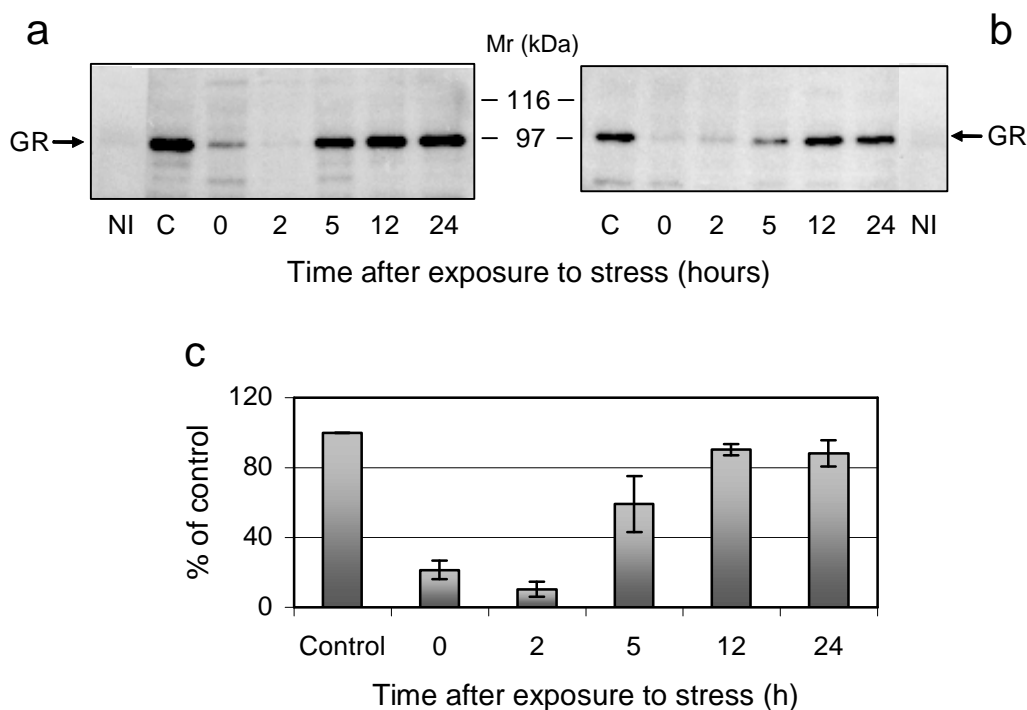 a
Mr (kDa)
b
GR
– 116 –
– 97 –
GR
NI C 0 2 5 12 24
C 0 2 5 12 24 NI
Time after exposure to stress (hours)
c
% of control
120
80
40
0
Control 0 2 5 12 24
Time after exposure to stress (h)